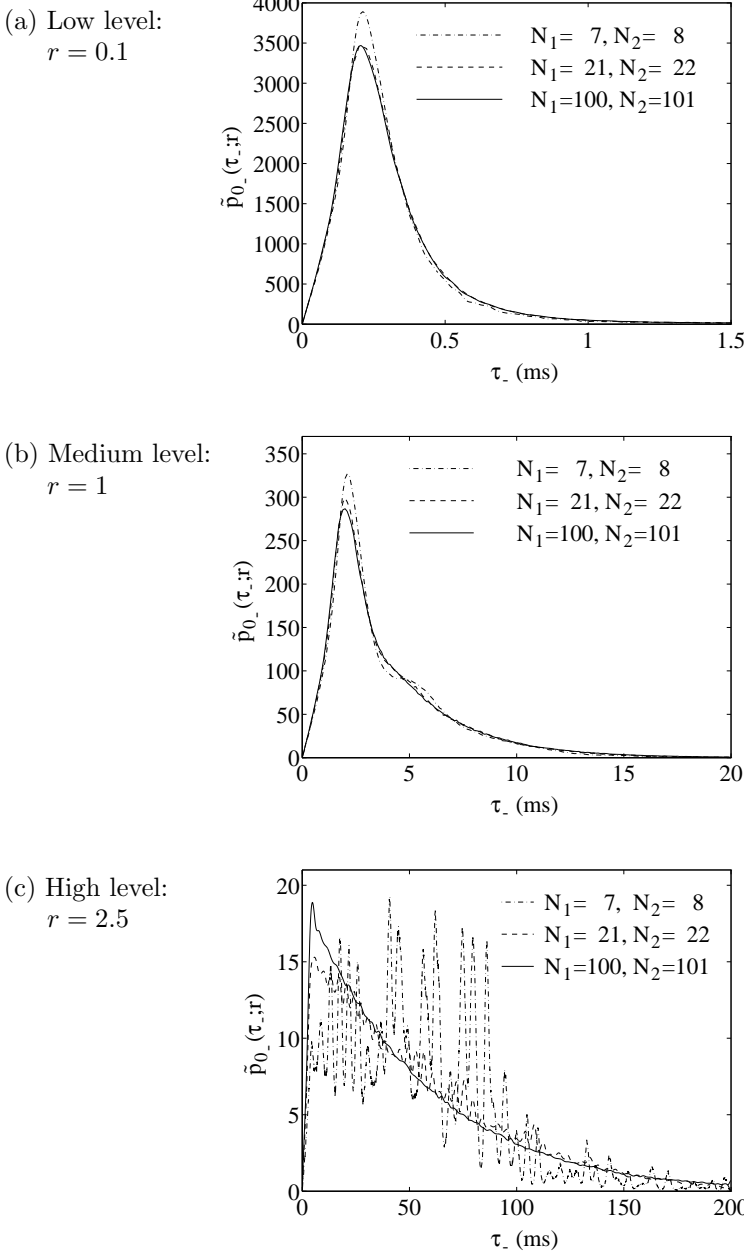 (a) Low level:
r = 0.1
4000
3500
3000
2500
2000
1500
1000
500
0
p̃0_(τ_;r)
N1= 7, N2= 8
N1= 21, N2= 22
N1=100, N2=101
0 0.5 1 1.5
τ_ (ms)
(b) Medium level:
r = 1
350
300
250
200
150
100
50
0
p̃0_(τ_;r)
N1= 7, N2= 8
N1= 21, N2= 22
N1=100, N2=101
0 5 10 15 20
τ_ (ms)
(c) High level:
r = 2.5
20
15
10
5
0
p̃0_(τ_;r)
N1= 7, N2= 8
N1= 21, N2= 22
N1=100, N2=101
0 50 100 150 200
τ_ (ms)